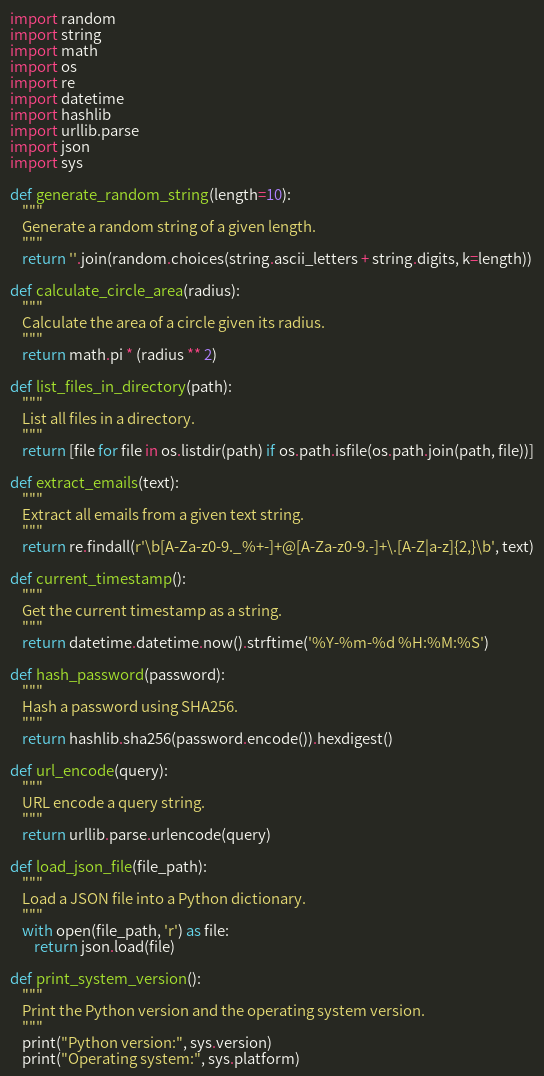 import random
import string
import math
import os
import re
import datetime
import hashlib
import urllib.parse
import json
import sys

def generate_random_string(length=10):
    """
    Generate a random string of a given length.
    """
    return ''.join(random.choices(string.ascii_letters + string.digits, k=length))

def calculate_circle_area(radius):
    """
    Calculate the area of a circle given its radius.
    """
    return math.pi * (radius ** 2)

def list_files_in_directory(path):
    """
    List all files in a directory.
    """
    return [file for file in os.listdir(path) if os.path.isfile(os.path.join(path, file))]

def extract_emails(text):
    """
    Extract all emails from a given text string.
    """
    return re.findall(r'\b[A-Za-z0-9._%+-]+@[A-Za-z0-9.-]+\.[A-Z|a-z]{2,}\b', text)

def current_timestamp():
    """
    Get the current timestamp as a string.
    """
    return datetime.datetime.now().strftime('%Y-%m-%d %H:%M:%S')

def hash_password(password):
    """
    Hash a password using SHA256.
    """
    return hashlib.sha256(password.encode()).hexdigest()

def url_encode(query):
    """
    URL encode a query string.
    """
    return urllib.parse.urlencode(query)

def load_json_file(file_path):
    """
    Load a JSON file into a Python dictionary.
    """
    with open(file_path, 'r') as file:
        return json.load(file)

def print_system_version():
    """
    Print the Python version and the operating system version.
    """
    print("Python version:", sys.version)
    print("Operating system:", sys.platform)